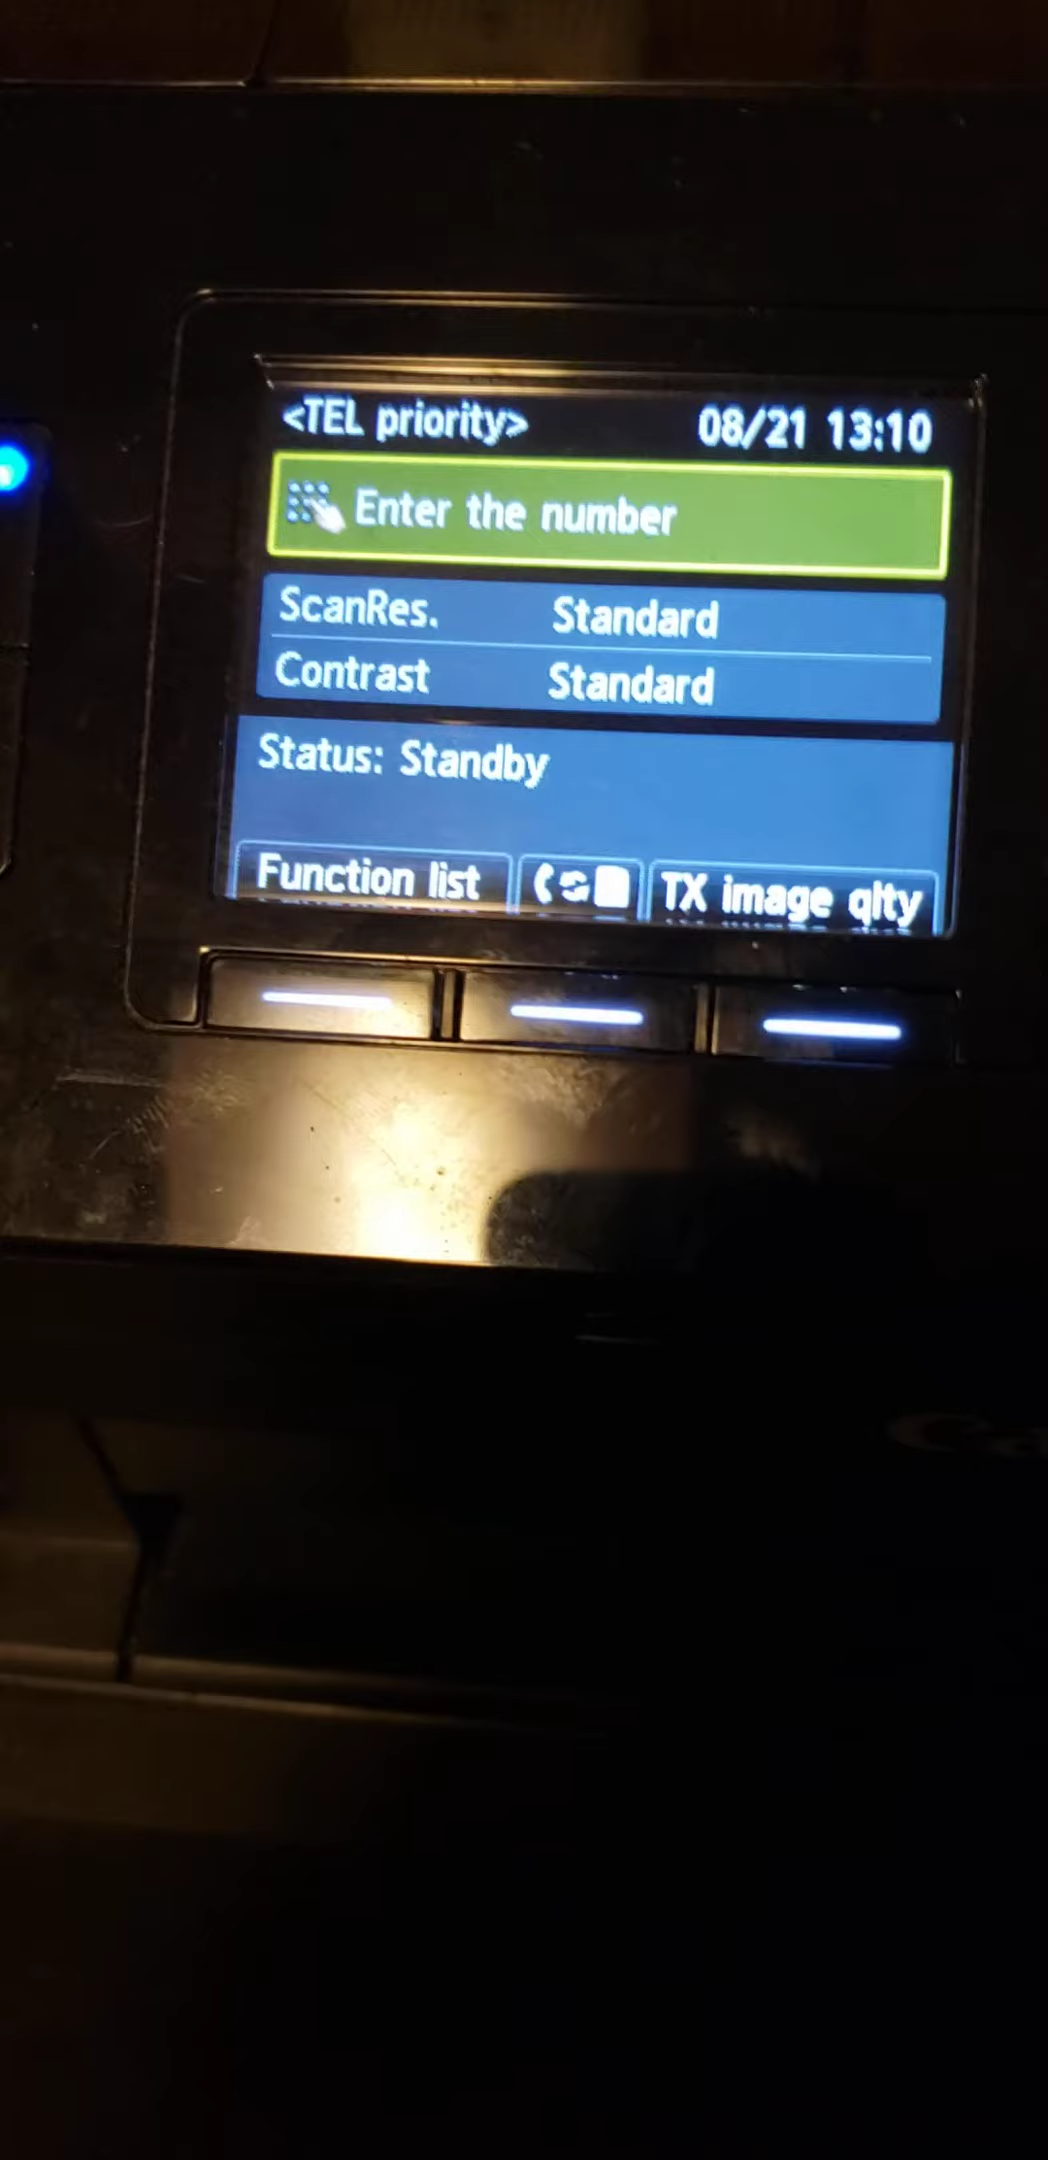 <TEL priority> 08/21 13:10
Enter the number
ScanRes. Standard
Contrast Standard
Status: Standby
Function list TX image qlty